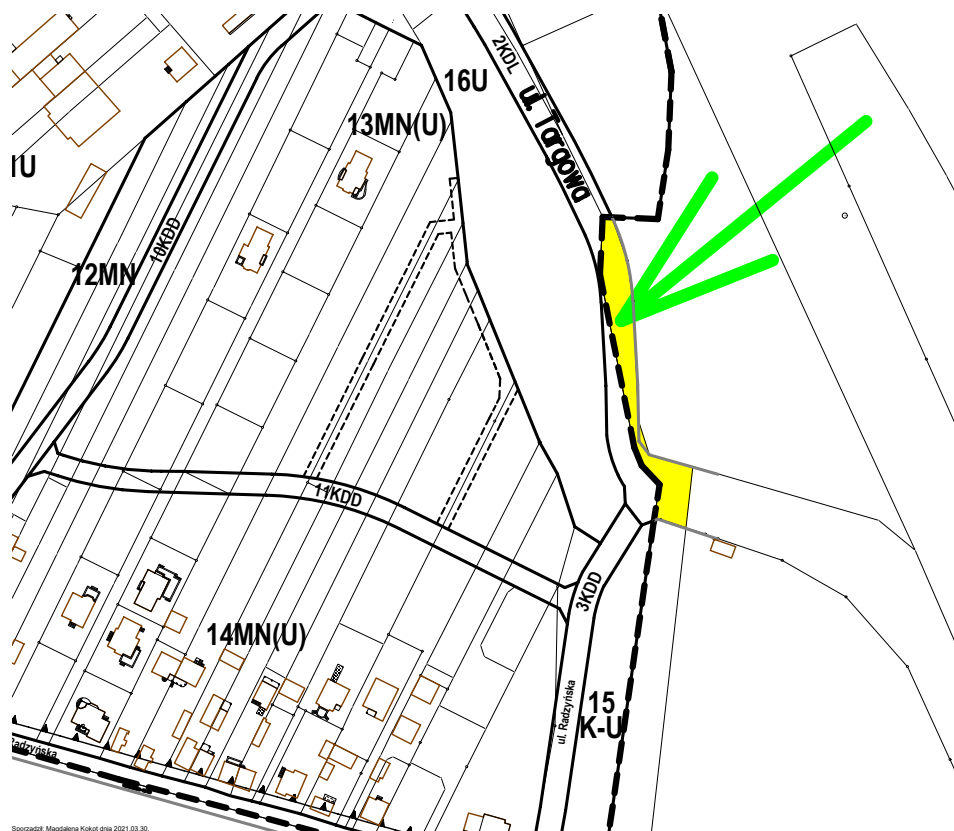 2KDL
16U
ul. Targowa
13MN(U)
1U
10KDD
12MN
11KDD
3KDD
14MN(U)
ul. Radzyńska
15
K-U
Radzyńska
Sporządził: Magdalena Kokot dnia 2021.03.30.